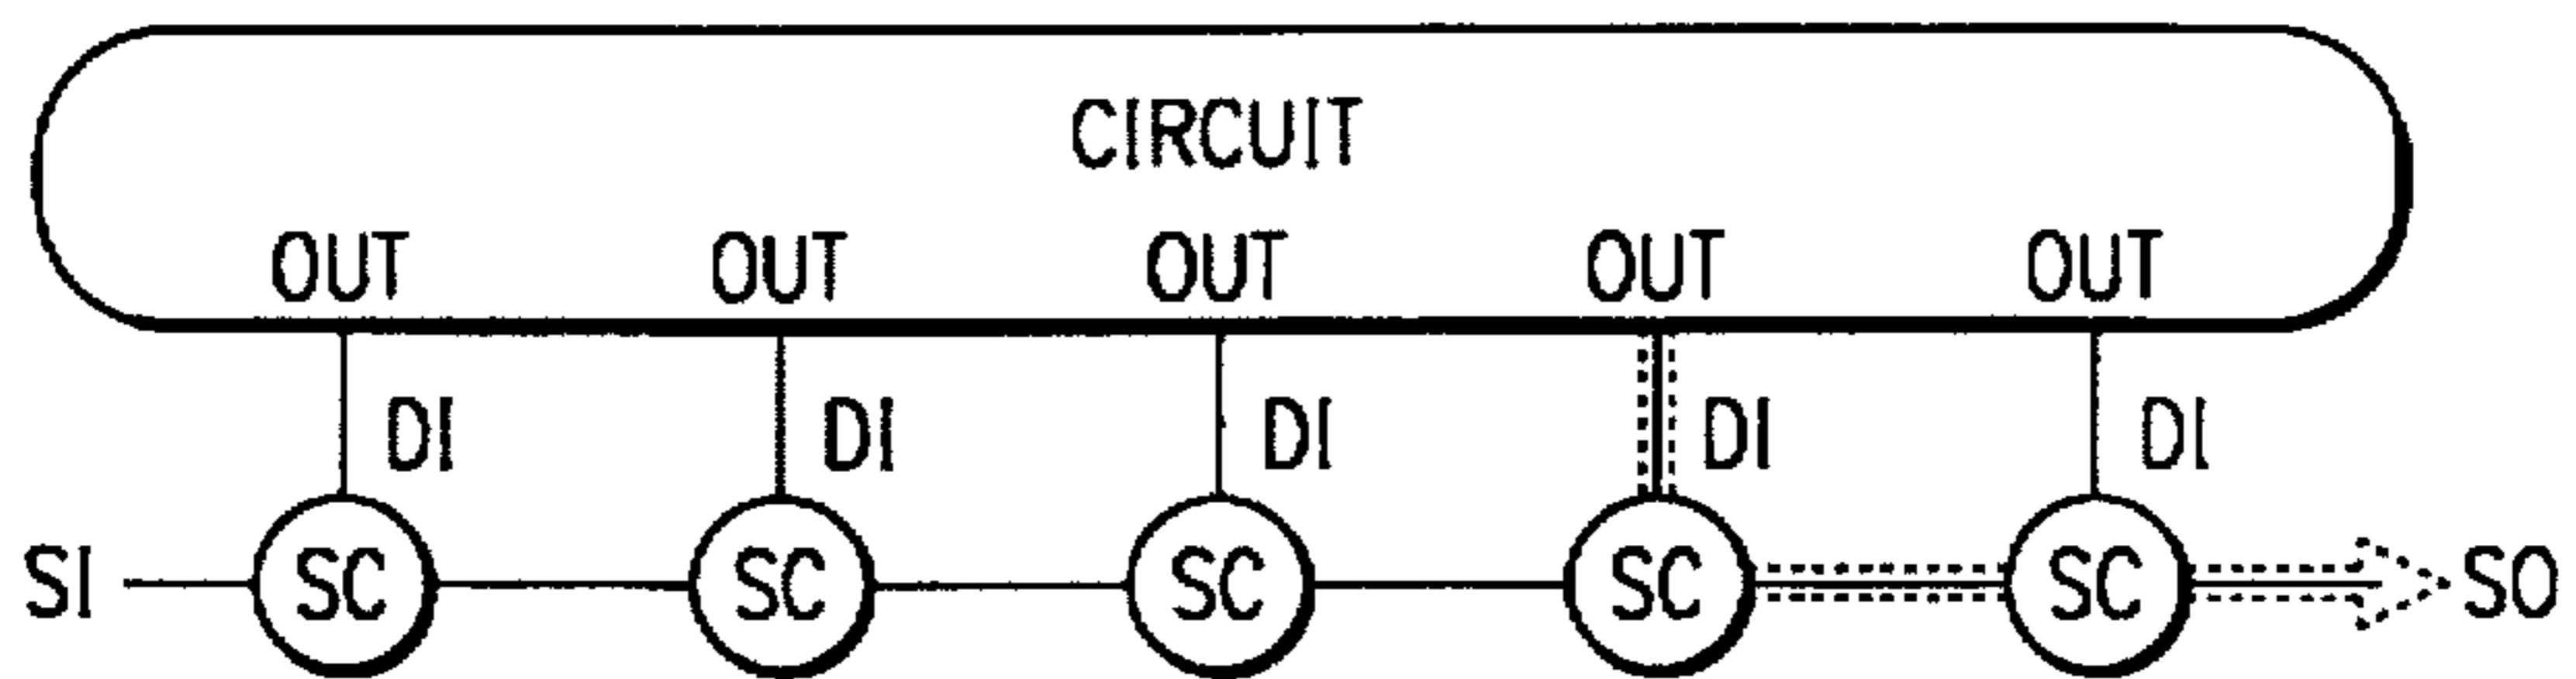 CIRCUIT
OUT OUT OUT OUT OUT
DI DI DI DI DI
SI SC SC SC SC SC SO